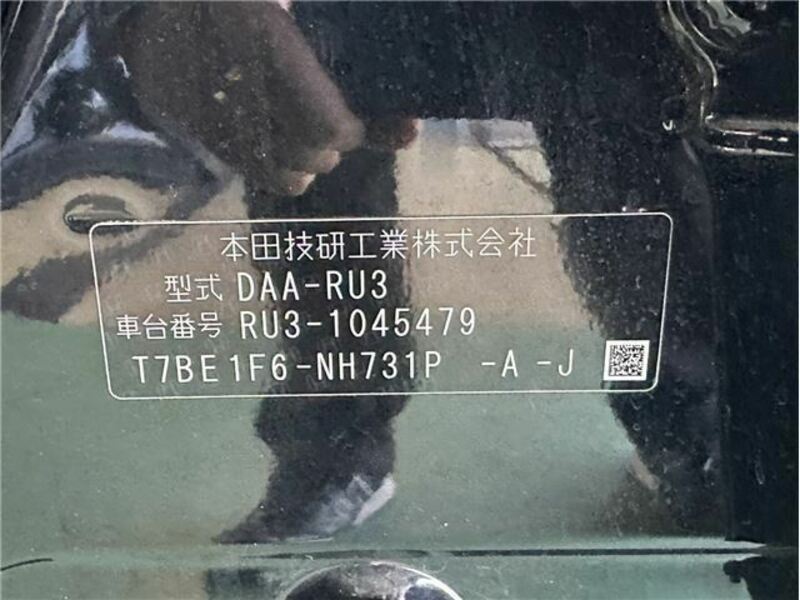 本田技研工業株式会社
型式 DAA-RU3
車台番号 RU3-1045479
T7BE1F6-NH731P -A -J